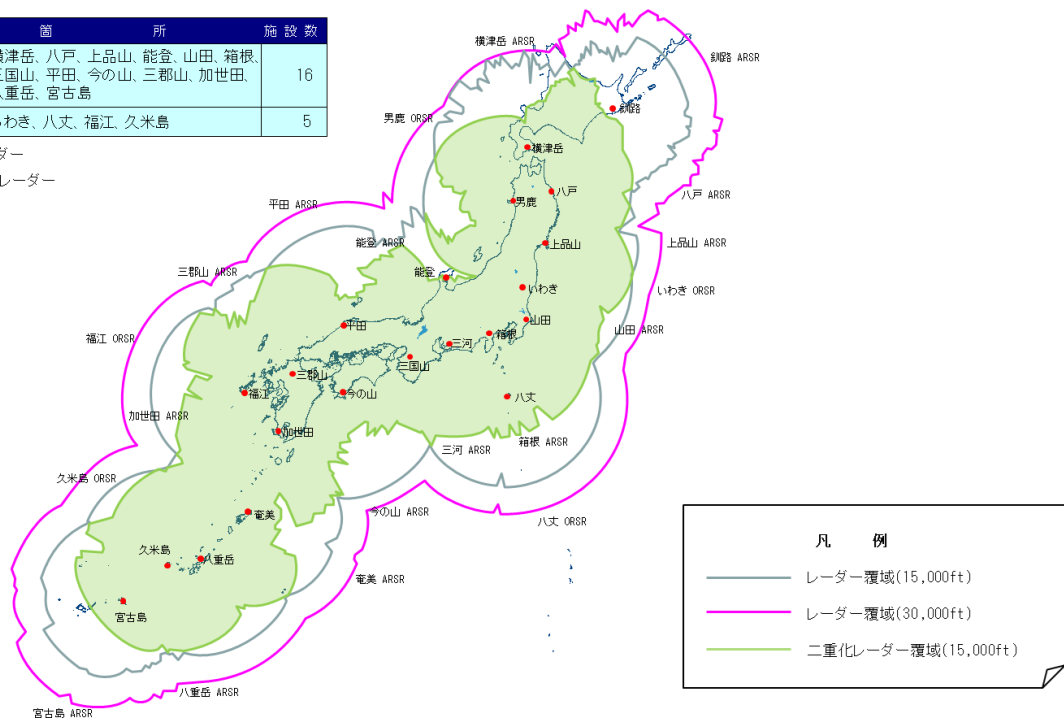 箇 所 施設数
横津岳、八戸、上品山、能登、山田、箱根、
三国山、平田、今の山、三郡山、加世田、 16
八重岳、宮古島
いわき、八丈、福江、久米島 5
ダー
レーダー
横津岳 ARSR
釧路 ARSR
釧路
男鹿 ORSR
横津岳
八戸
八戸 ARSR
男鹿
平田 ARSR
能登 ARSR
上品山
上品山 ARSR
三郡山 ARSR
能登
いわき
いわき ORSR
山田
山田 ARSR
平田
箱根
福江 ORSR
三河
三国山
三郡山
福江
今の山
八丈
加世田 ARSR
加世田
箱根 ARSR
三河 ARSR
久米島 ORSR
奄美
今の山 ARSR
八丈 ORSR
久米島
八重岳
奄美 ARSR
宮古島
八重岳 ARSR
宮古島 ARSR
凡 例
レーダー覆域(15,000ft)
レーダー覆域(30,000ft)
二重化レーダー覆域(15,000ft)